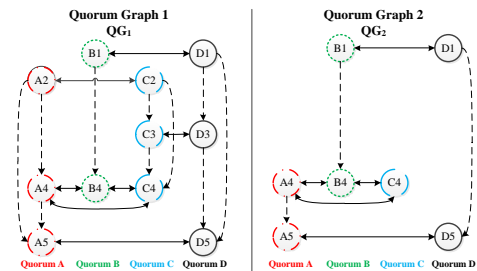 Quorum Graph 1
QG1
B1
D1
A2
C2
C3
D3
A4
B4
C4
A5
D5
Quorum A Quorum B Quorum C Quorum D
Quorum Graph 2
QG2
B1
D1
A4
B4
C4
A5
D5
Quorum A Quorum B Quorum C Quorum D